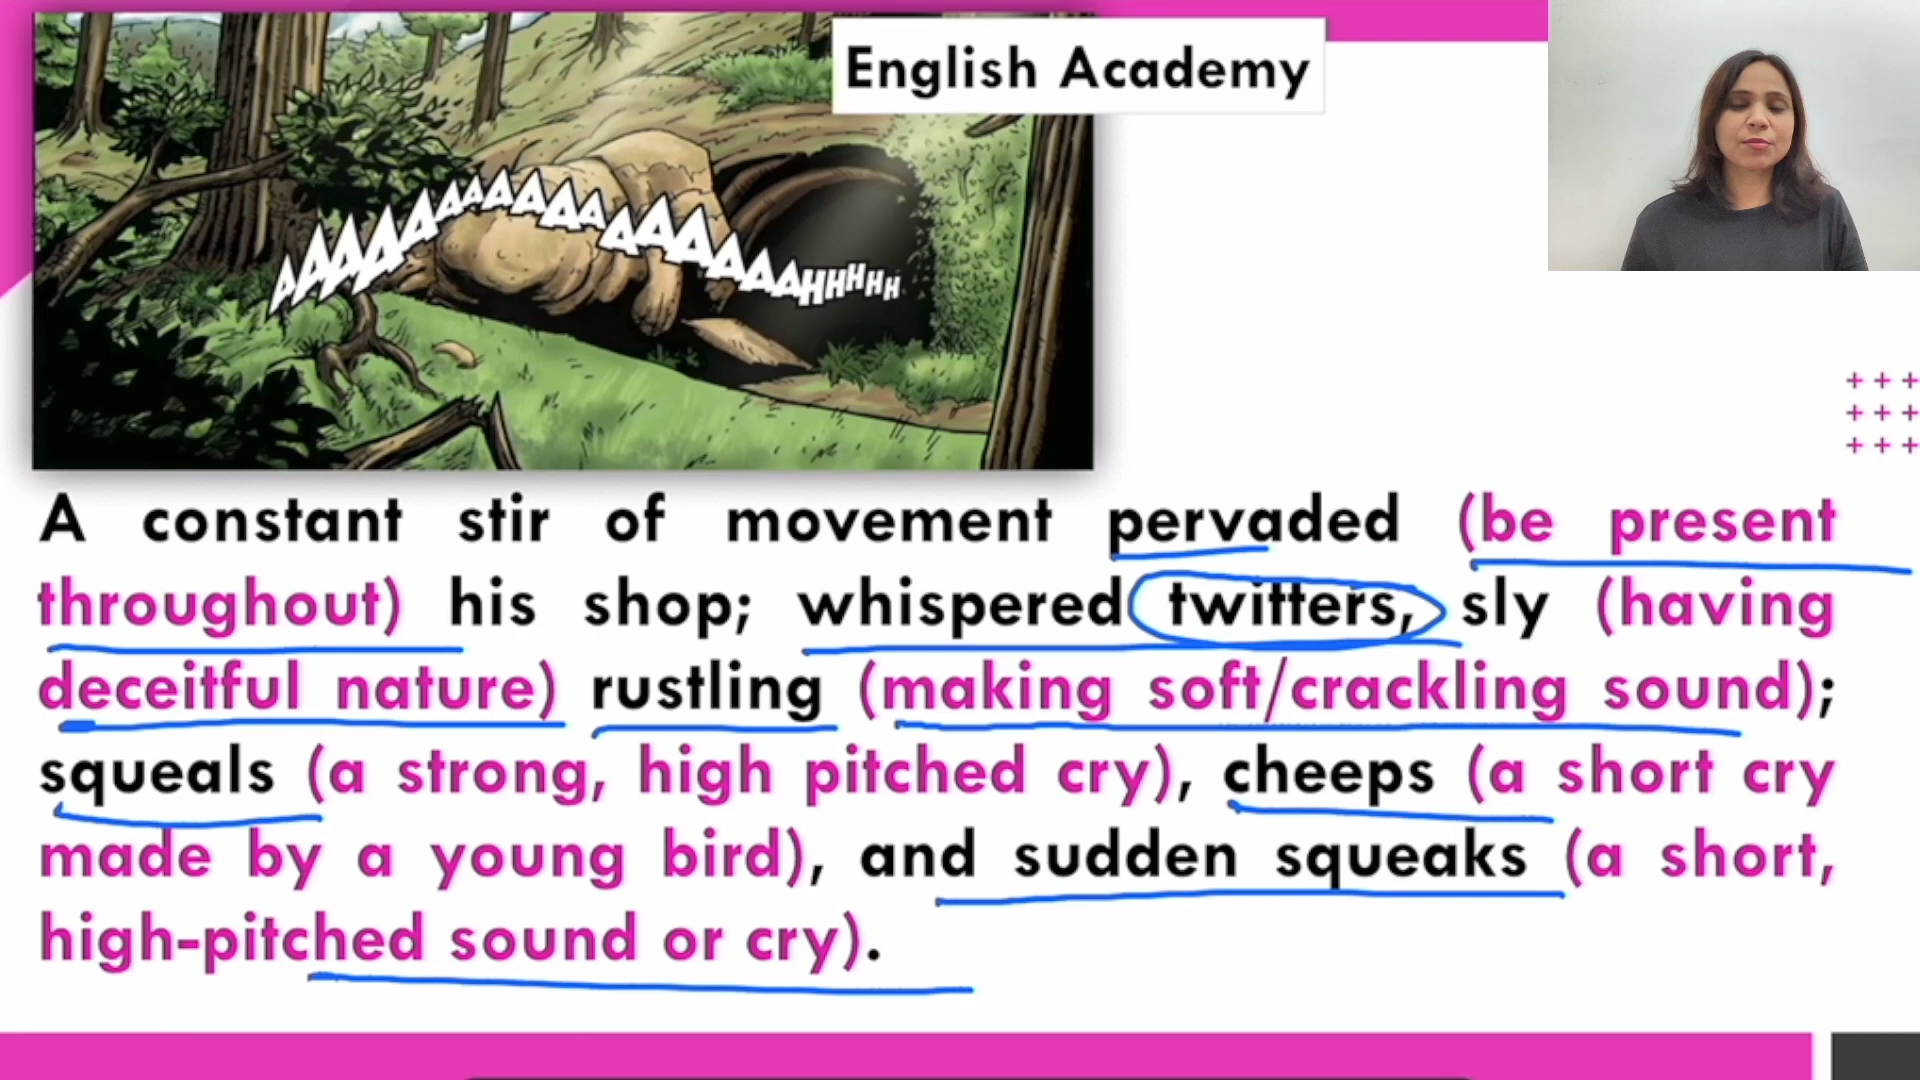 English Academy
AAAAAAAAAAAAAAAAAAAAAHHHHH
A constant stir of movement pervaded (be present
throughout) his shop; whispered twitters, sly (having
deceitful nature) rustling (making soft/crackling sound);
squeals (a strong, high pitched cry), cheeps (a short cry
made by a young bird), and sudden squeaks (a short,
high-pitched sound or cry).